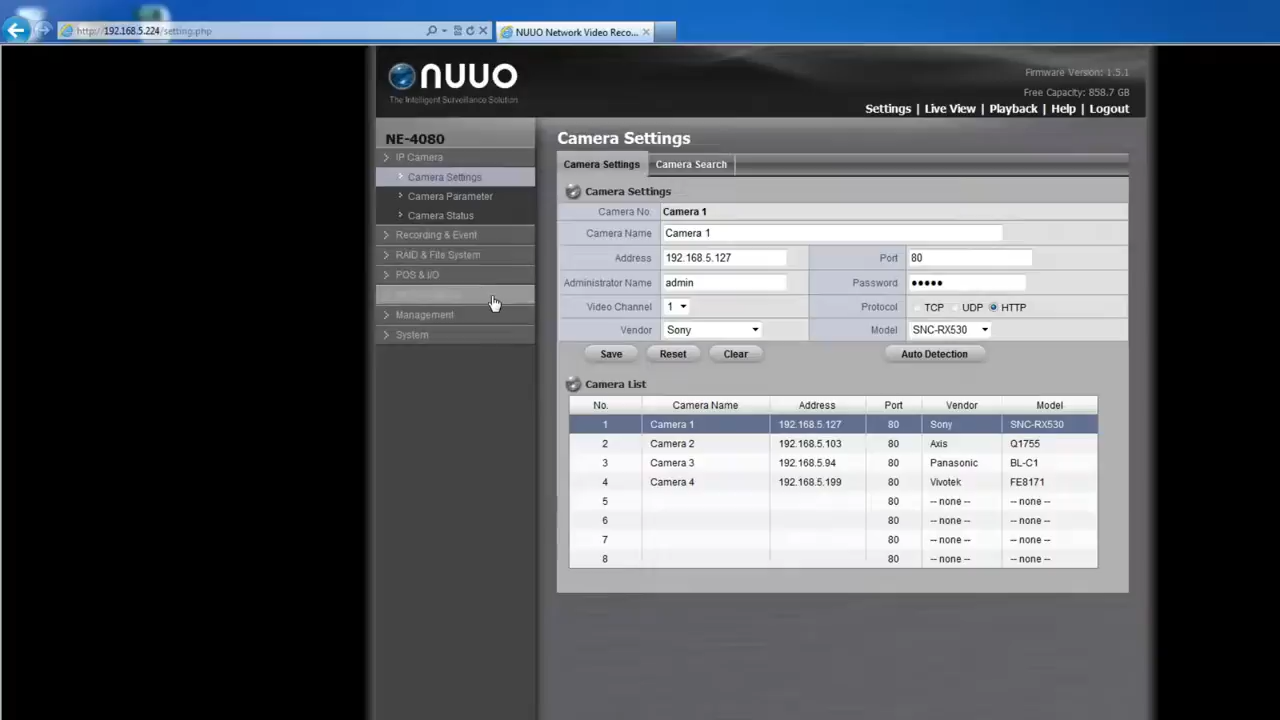 http://192.168.5.224/setting.php
NUUO Network Video Reco...
nuuo
The Intelligent Surveillance Solution
Firmware Version: 1.5.1
Free Capacity: 858.7 GB
Settings | Live View | Playback | Help | Logout
NE-4080
IP Camera
Camera Settings
Camera Parameter
Camera Status
Recording & Event
RAID & File System
POS & I/O
Management
System
Camera Settings
Camera Settings Camera Search
Camera Settings
Camera No. Camera 1
Camera Name Camera 1
Address 192.168.5.127 Port 80
Administrator Name admin Password •••••
Video Channel 1 Protocol TCP UDP HTTP
Vendor Sony Model SNC-RX530
Save Reset Clear Auto Detection
Camera List
No. Camera Name Address Port Vendor Model
1 Camera 1 192.168.5.127 80 Sony SNC-RX530
2 Camera 2 192.168.5.103 80 Axis Q1755
3 Camera 3 192.168.5.94 80 Panasonic BL-C1
4 Camera 4 192.168.5.199 80 Vivotek FE8171
5 80 -- none -- -- none --
6 80 -- none -- -- none --
7 80 -- none -- -- none --
8 80 -- none -- -- none --